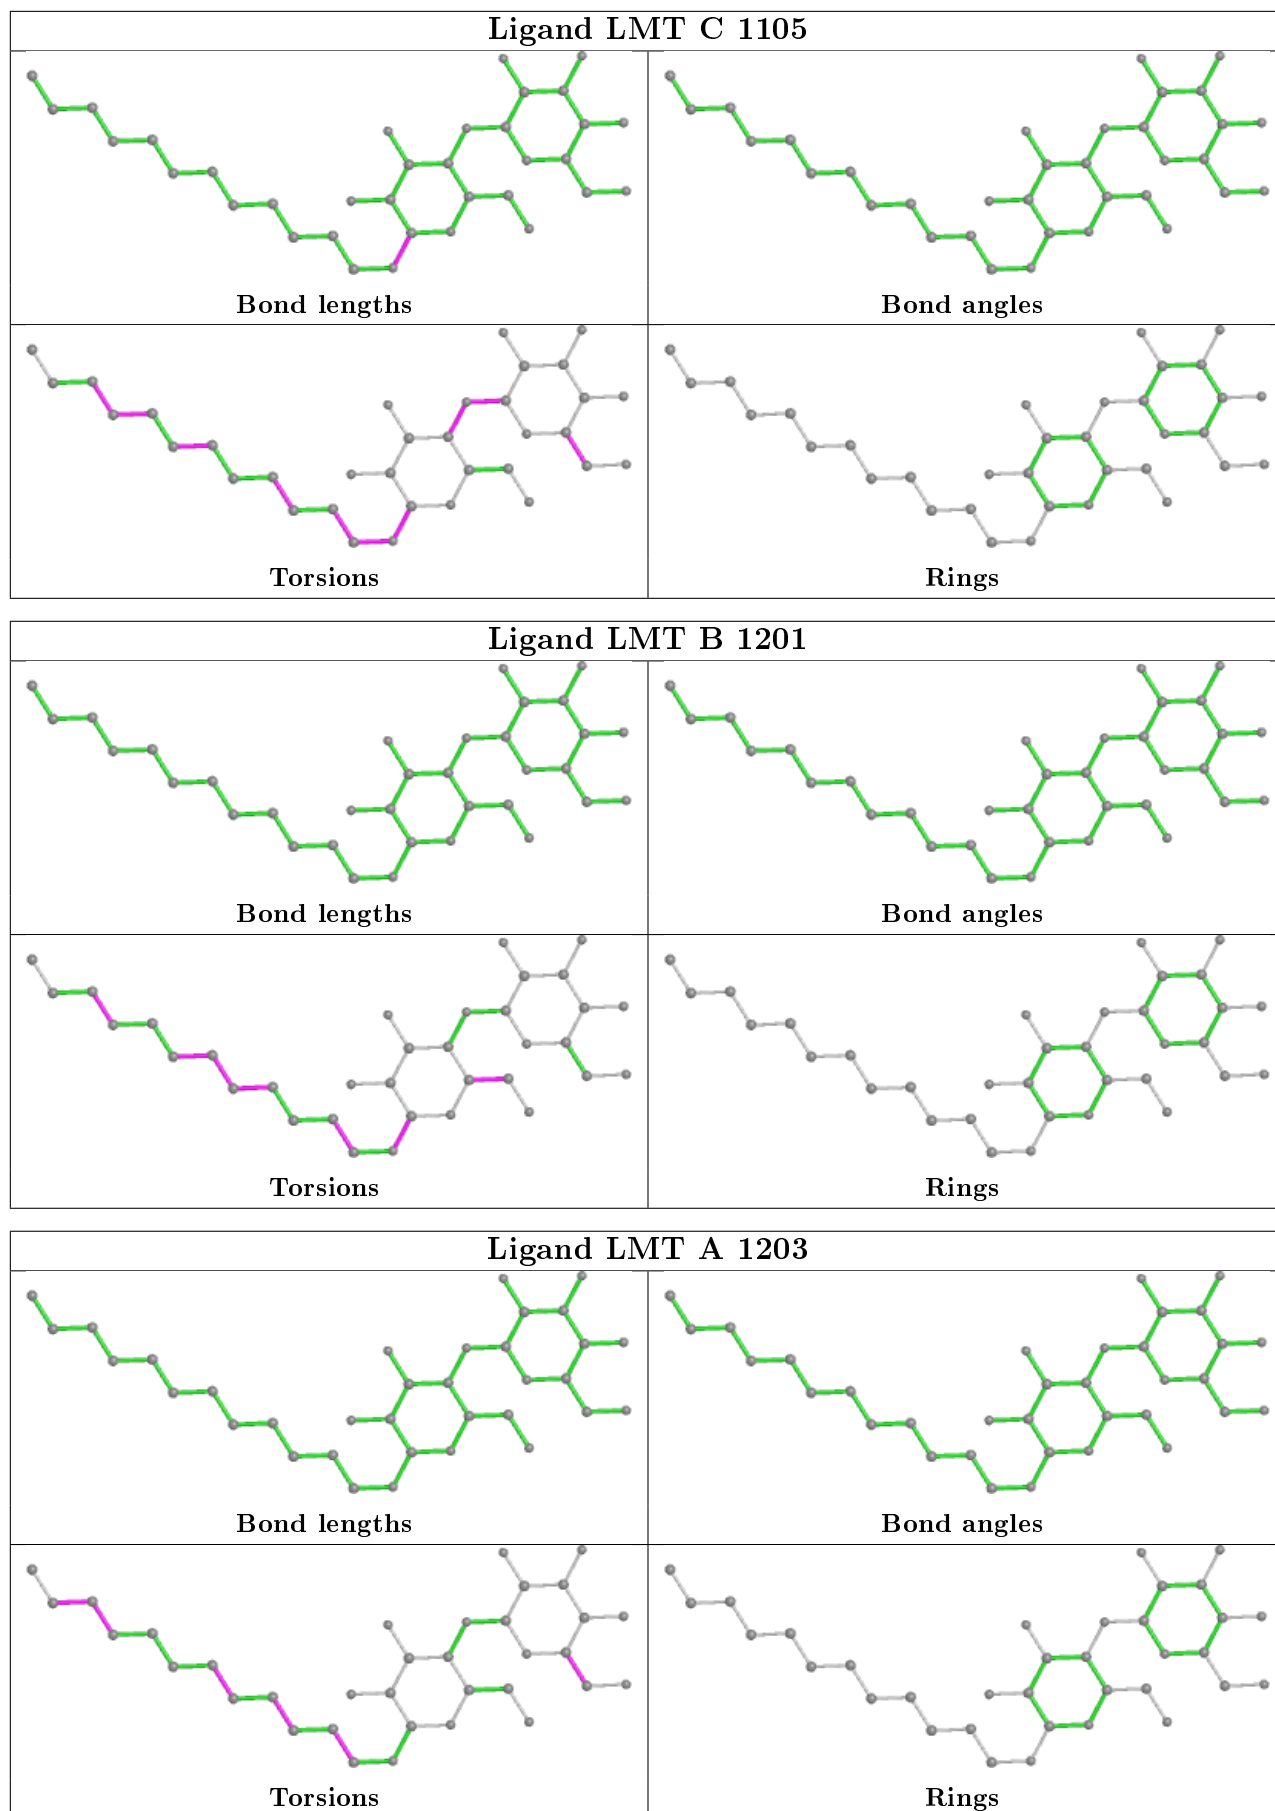 Ligand LMT C 1105
Bond lengths
Bond angles
Torsions
Rings
Ligand LMT B 1201
Bond lengths
Bond angles
Torsions
Rings
Ligand LMT A 1203
Bond lengths
Bond angles
Torsions
Rings